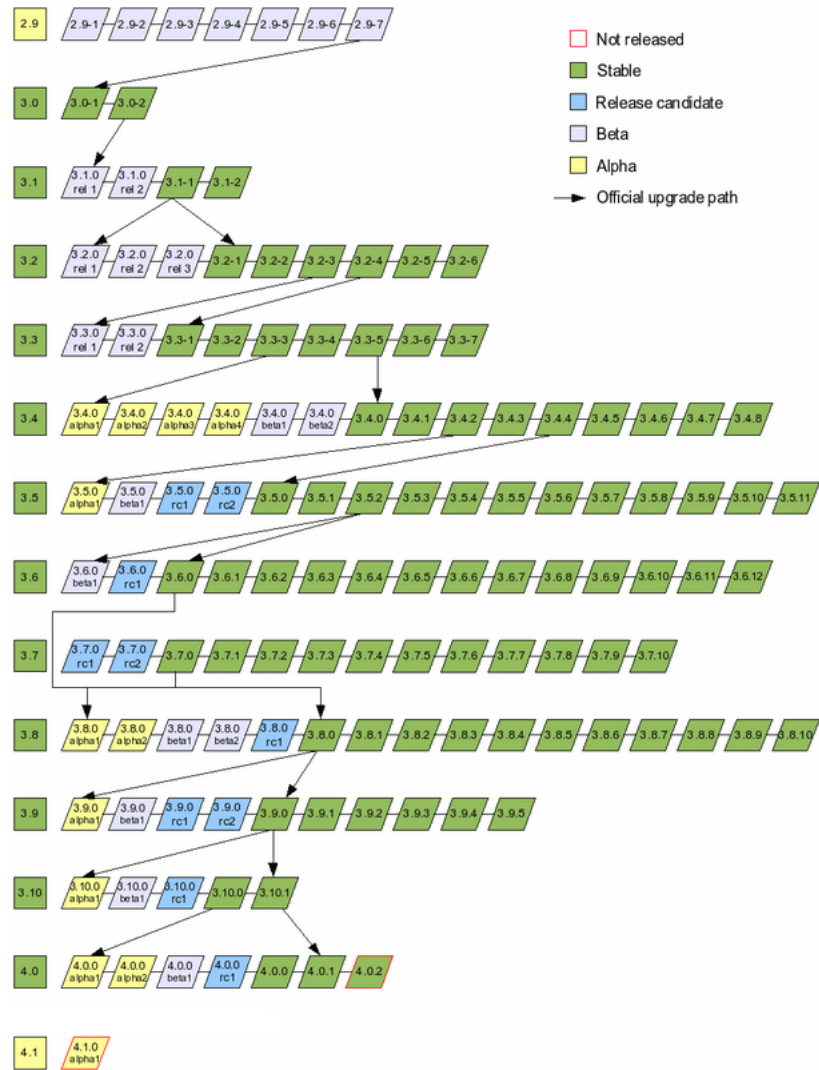 2.9 2.9-1 2.9-2 2.9-3 2.9-4 2.9-5 2.9-6 2.9-7
Not released
Stable
Release candidate
Beta
Alpha
Official upgrade path
3.0 3.0-1 3.0-2
3.1 3.1.0 rel 1 3.1.0 rel 2 3.1-1 3.1-2
3.2 3.2.0 rel 1 3.2.0 rel 2 3.2.0 rel 3 3.2-1 3.2-2 3.2-3 3.2-4 3.2-5 3.2-6
3.3 3.3.0 rel 1 3.3.0 rel 2 3.3-1 3.3-2 3.3-3 3.3-4 3.3-5 3.3-6 3.3-7
3.4 3.4.0 alpha1 3.4.0 alpha2 3.4.0 alpha3 3.4.0 alpha4 3.4.0 beta1 3.4.0 beta2 3.4.0 3.4.1 3.4.2 3.4.3 3.4.4 3.4.5 3.4.6 3.4.7 3.4.8
3.5 3.5.0 alpha1 3.5.0 beta1 3.5.0 rc1 3.5.0 rc2 3.5.0 3.5.1 3.5.2 3.5.3 3.5.4 3.5.5 3.5.6 3.5.7 3.5.8 3.5.9 3.5.10 3.5.11
3.6 3.6.0 beta1 3.6.0 rc1 3.6.0 3.6.1 3.6.2 3.6.3 3.6.4 3.6.5 3.6.6 3.6.7 3.6.8 3.6.9 3.6.10 3.6.11 3.6.12
3.7 3.7.0 rc1 3.7.0 rc2 3.7.0 3.7.1 3.7.2 3.7.3 3.7.4 3.7.5 3.7.6 3.7.7 3.7.8 3.7.9 3.7.10
3.8 3.8.0 alpha1 3.8.0 alpha2 3.8.0 beta1 3.8.0 beta2 3.8.0 rc1 3.8.0 3.8.1 3.8.2 3.8.3 3.8.4 3.8.5 3.8.6 3.8.7 3.8.8 3.8.9 3.8.10
3.9 3.9.0 alpha1 3.9.0 beta1 3.9.0 rc1 3.9.0 rc2 3.9.0 3.9.1 3.9.2 3.9.3 3.9.4 3.9.5
3.10 3.10.0 alpha1 3.10.0 beta1 3.10.0 rc1 3.10.0 3.10.1
4.0 4.0.0 alpha1 4.0.0 alpha2 4.0.0 beta1 4.0.0 rc1 4.0.0 4.0.1 4.0.2
4.1 4.1.0 alpha1